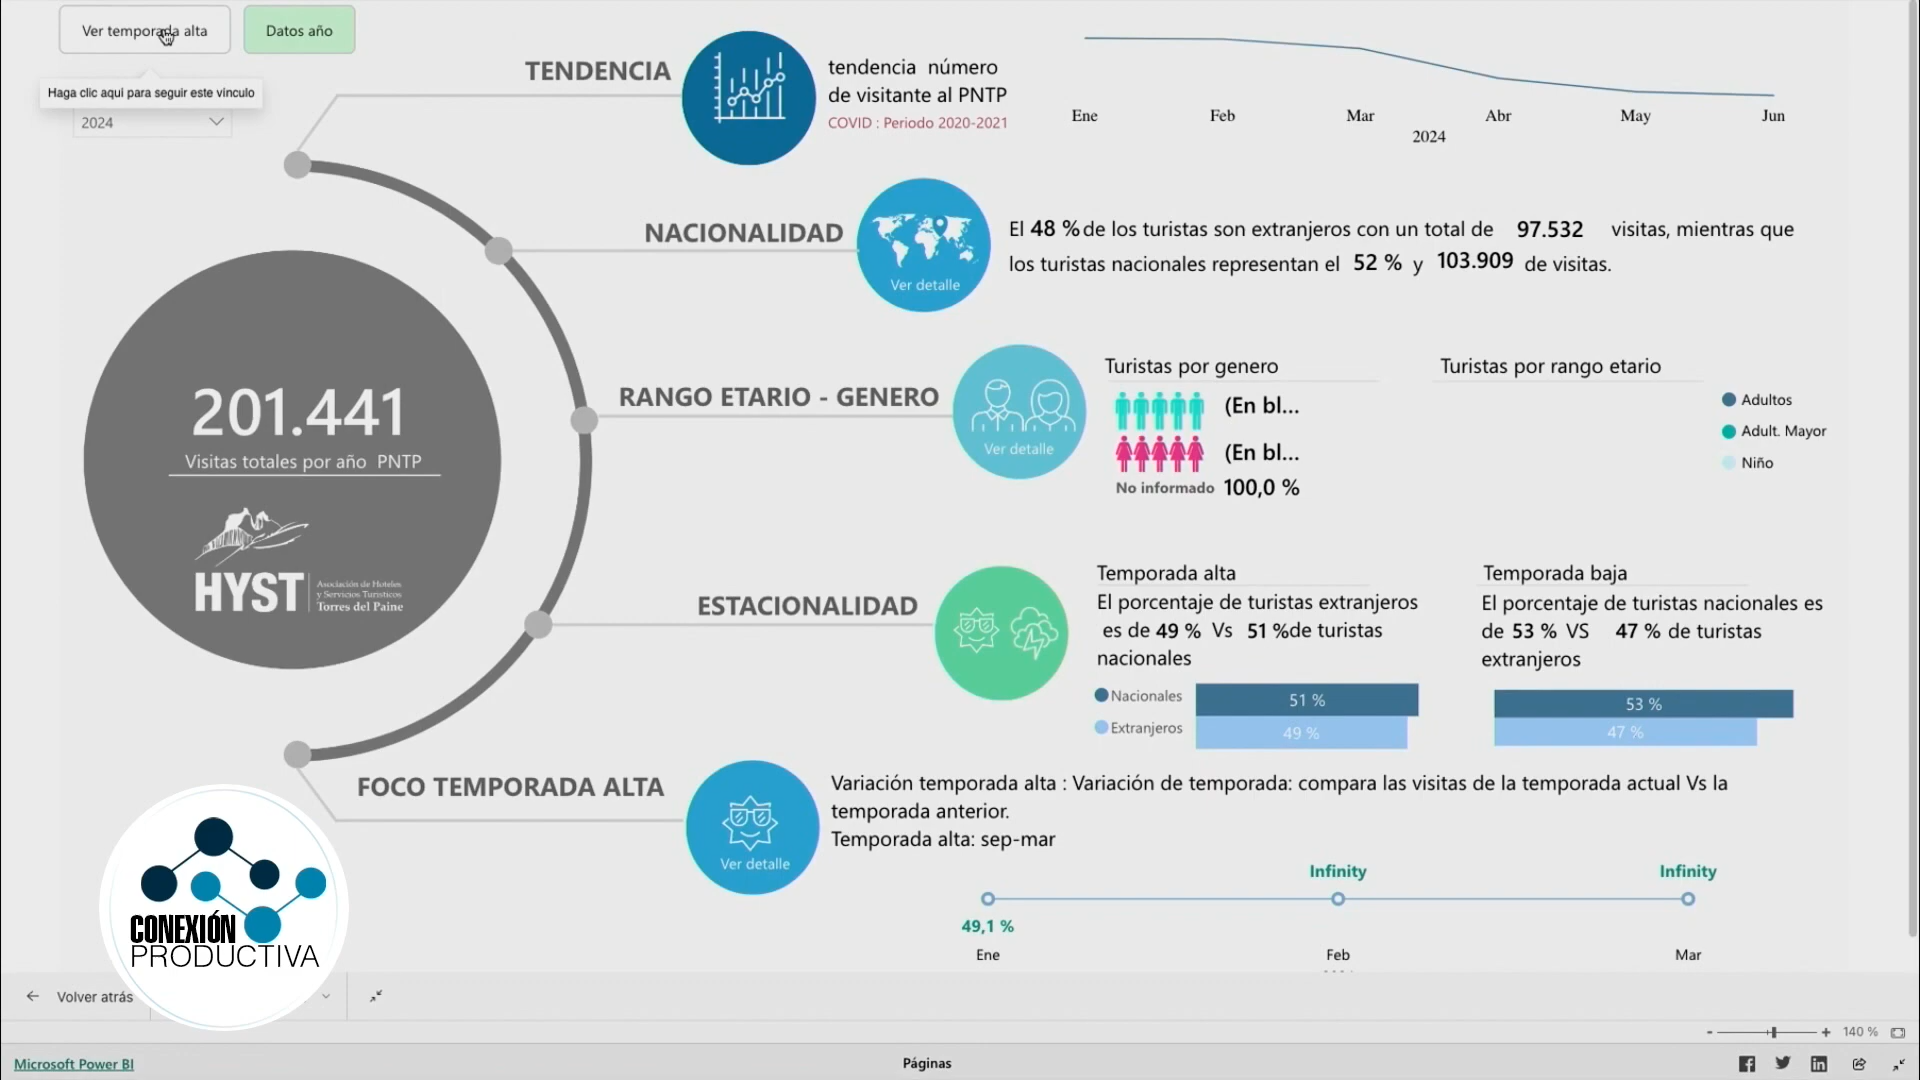 Ver temporada alta
Datos año
Haga clic aquí para seguir este vínculo
2024
TENDENCIA
tendencia número
de visitante al PNTP
COVID : Periodo 2020-2021
Ene Feb Mar Abr May Jun
2024
NACIONALIDAD
Ver detalle
El 48 % de los turistas son extranjeros con un total de 97.532 visitas, mientras que
los turistas nacionales representan el 52 % y 103.909 de visitas.
201.441
Visitas totales por año PNTP
HYST
Asociación de Hoteles
y Servicios Turísticos
Torres del Paine
RANGO ETARIO - GENERO
Ver detalle
Turistas por genero
(En bl...
(En bl...
No informado 100,0 %
Turistas por rango etario
Adultos
Adult. Mayor
Niño
ESTACIONALIDAD
Temporada alta
El porcentaje de turistas extranjeros
es de 49 % Vs 51 %de turistas
nacionales
Nacionales 51 %
Extranjeros 49 %
Temporada baja
El porcentaje de turistas nacionales es
de 53 % VS 47 % de turistas
extranjeros
53 %
47 %
FOCO TEMPORADA ALTA
Ver detalle
Variación temporada alta : Variación de temporada: compara las visitas de la temporada actual Vs la
temporada anterior.
Temporada alta: sep-mar
Infinity Infinity
49,1 %
Ene Feb Mar
CONEXIÓN
PRODUCTIVA
Volver atrás
- + 140 %
Microsoft Power BI
Páginas